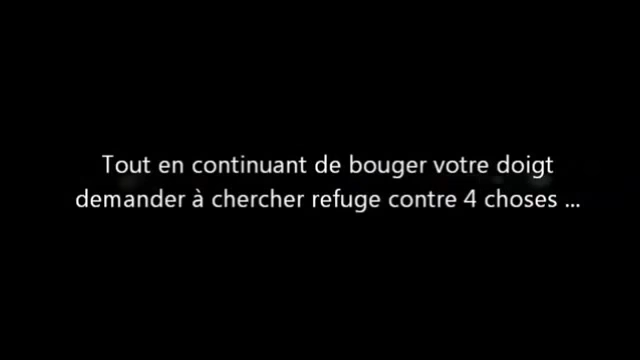 Tout en continuant de bouger votre doigt
demander à chercher refuge contre 4 choses ...